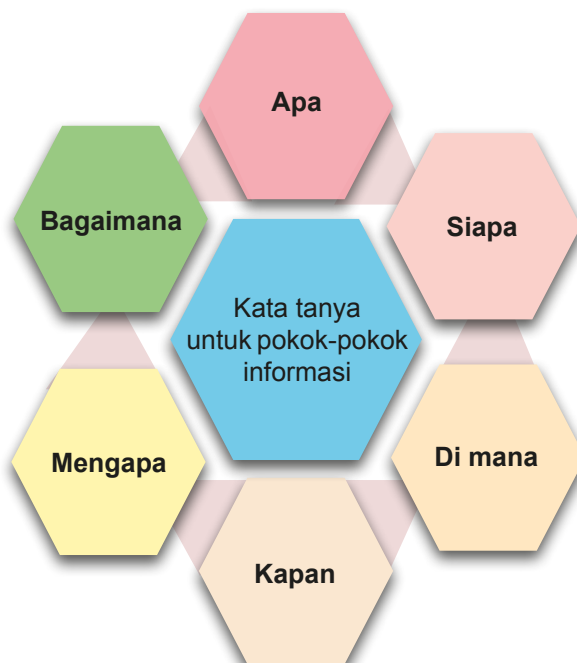 Apa
Siapa
Di mana
Kapan
Mengapa
Bagaimana
Kata tanya
untuk pokok-pokok
informasi